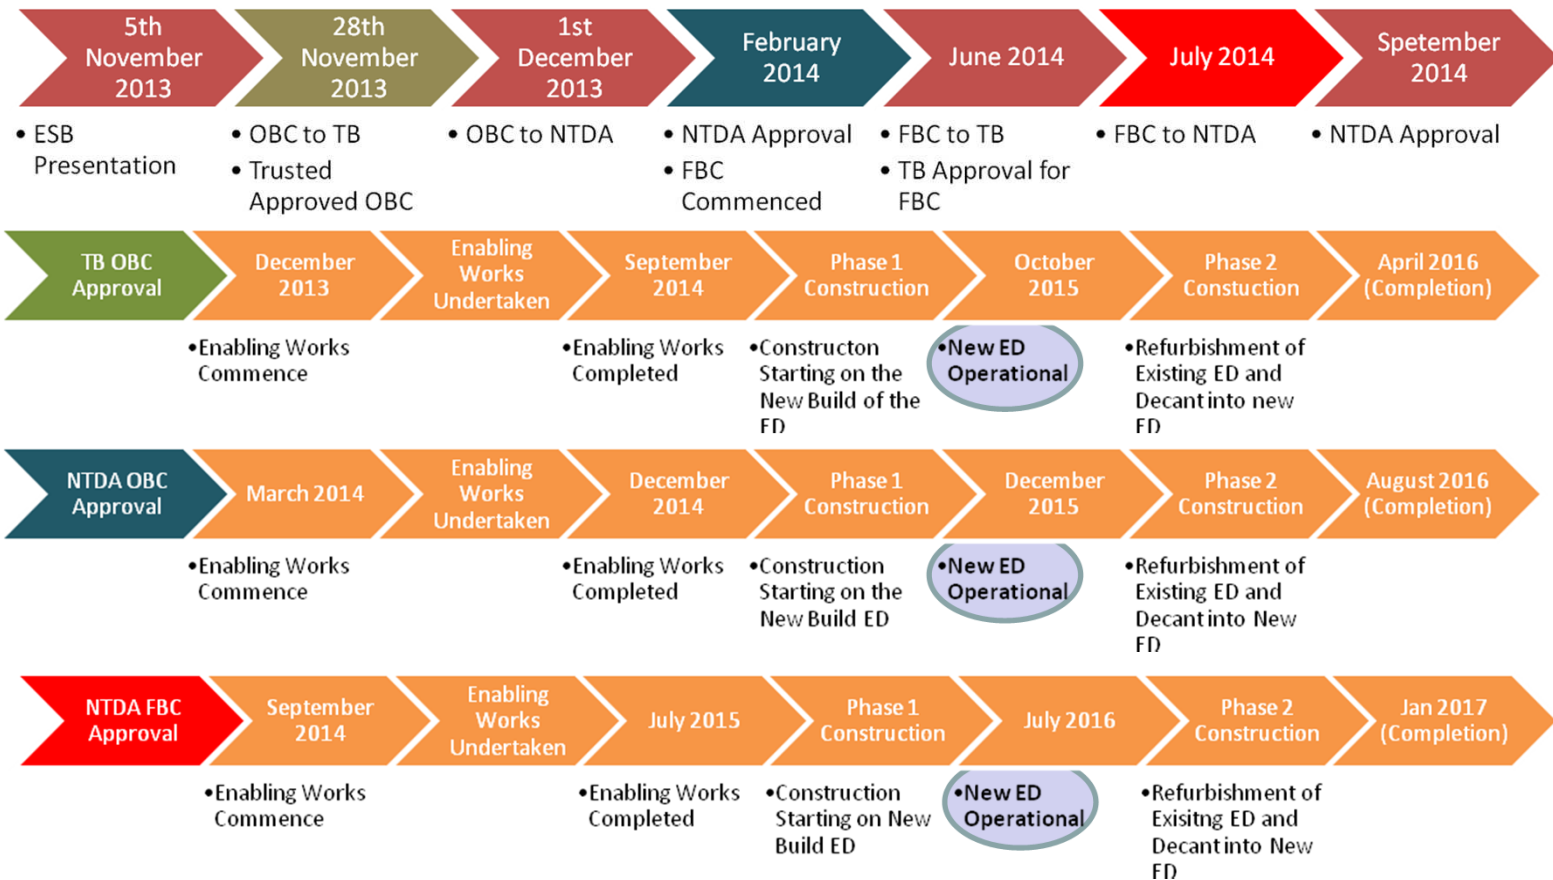 5th
November
2013
28th
November
2013
1st
December
2013
February
2014
June 2014
July 2014
Spetember
2014
• ESB
Presentation
• OBC to TB
• Trusted
Approved OBC
• OBC to NTDA
• NTDA Approval
• FBC
Commenced
• FBC to TB
• TB Approval for
FBC
• FBC to NTDA
• NTDA Approval
TB OBC
Approval
December
2013
Enabling
Works
Undertaken
September
2014
Phase 1
Construction
October
2015
Phase 2
Constuction
April 2016
(Completion)
•Enabling Works
Commence
•Enabling Works
Completed
•Constructon
Starting on the
New Build of the
ED
•New ED
Operational
•Refurbishment of
Existing ED and
Decant into new
ED
NTDA OBC
Approval
March 2014
Enabling
Works
Undertaken
December
2014
Phase 1
Construction
December
2015
Phase 2
Construction
August 2016
(Completion)
•Enabling Works
Commence
•Enabling Works
Completed
•Construction
Starting on the
New Build ED
•New ED
Operational
•Refurbishment of
Existing ED and
Decant into New
ED
NTDA FBC
Approval
September
2014
Enabling
Works
Undertaken
July 2015
Phase 1
Construction
July 2016
Phase 2
Construction
Jan 2017
(Completion)
•Enabling Works
Commence
•Enabling Works
Completed
•Construction
Starting on New
Build ED
•New ED
Operational
•Refurbishment of
Exisitng ED and
Decant into New
ED